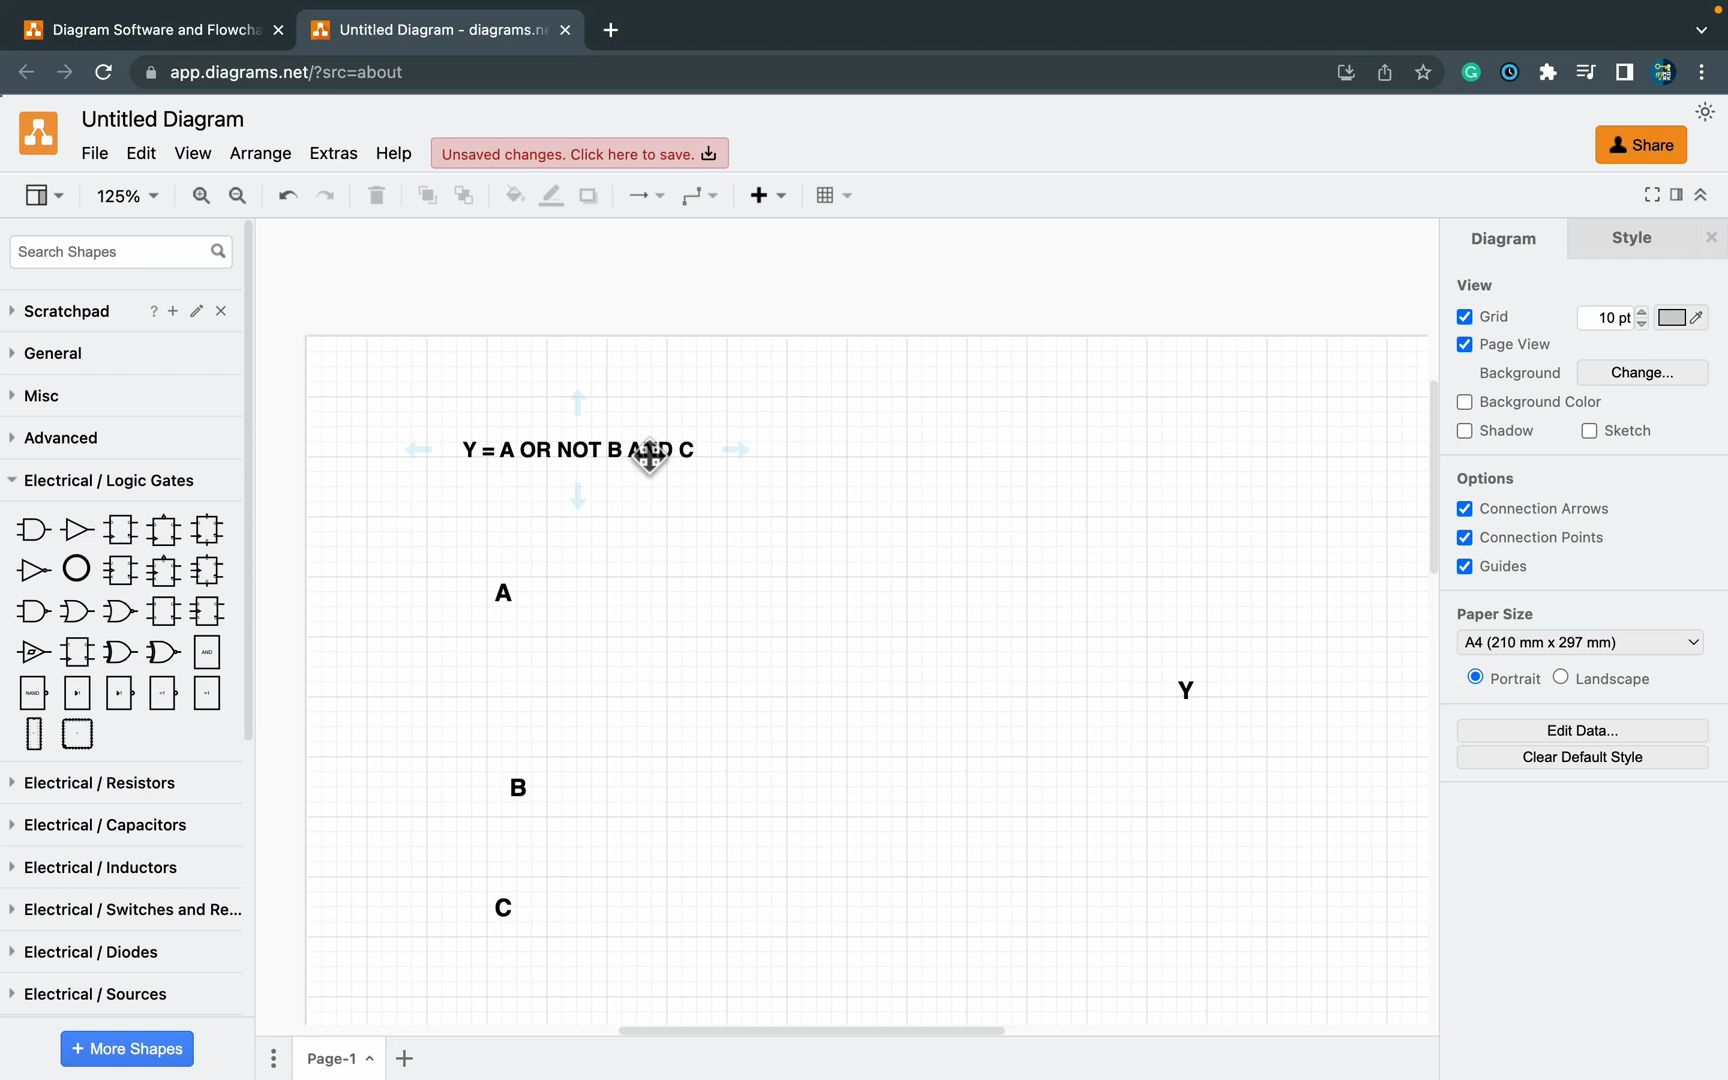 Diagram Software and Flowcha
Untitled Diagram - diagrams.ne
app.diagrams.net/?src=about
Untitled Diagram
File Edit View Arrange Extras Help
Unsaved changes. Click here to save.
Share
125%
Search Shapes
Scratchpad ?
General
Misc
Advanced
Electrical / Logic Gates
AND
NAND
Electrical / Resistors
Electrical / Capacitors
Electrical / Inductors
Electrical / Switches and Re...
Electrical / Diodes
Electrical / Sources
+ More Shapes
Y = A OR NOT B AND C
A
Y
B
C
Page-1
Diagram Style
View
Grid 10 pt
Page View
Background Change...
Background Color
Shadow Sketch
Options
Connection Arrows
Connection Points
Guides
Paper Size
A4 (210 mm x 297 mm)
Portrait Landscape
Edit Data...
Clear Default Style